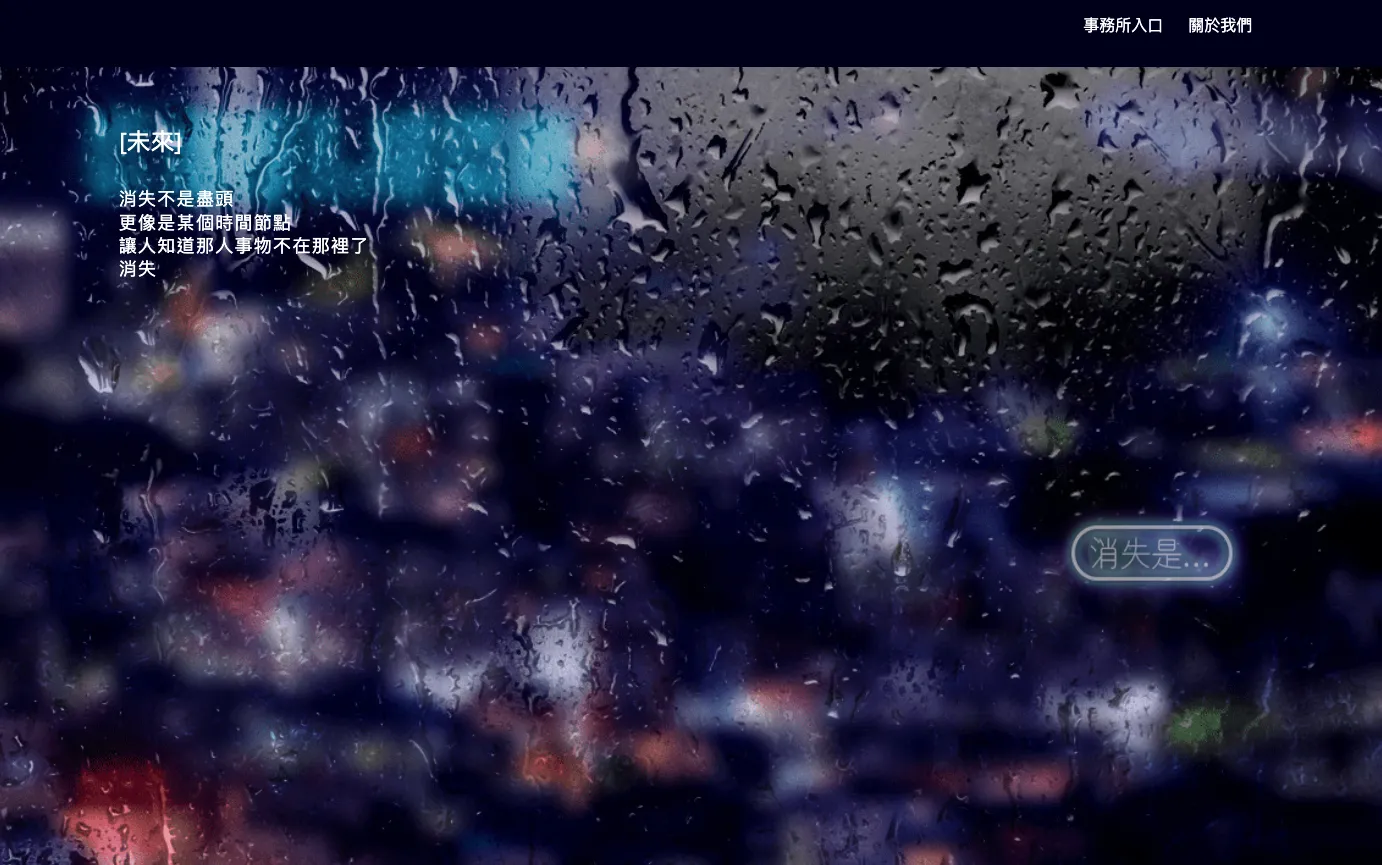 事務所入口 關於我們
[未來]
消失不是盡頭
更像是某個時間節點
讓人知道那人事物不在那裡了
消失
消失是...